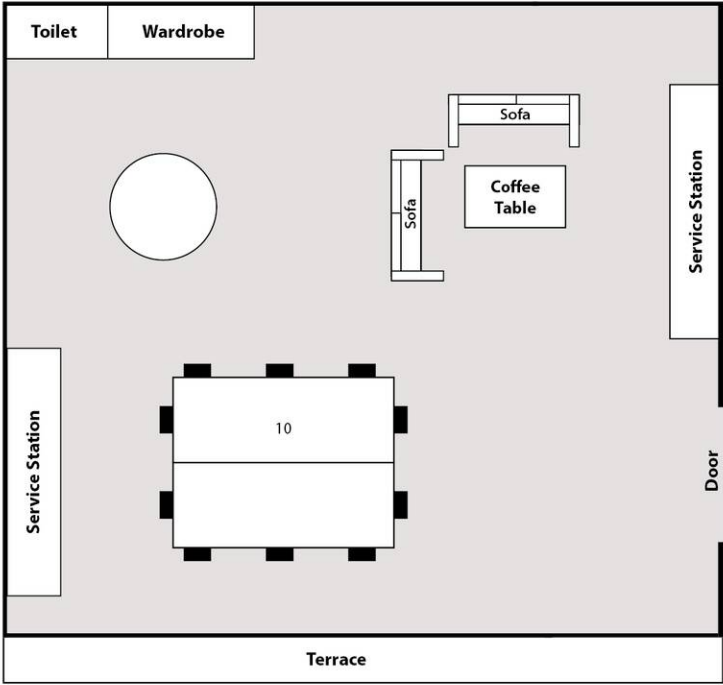 Toilet
Wardrobe
Sofa
Sofa
Coffee
Table
Service Station
10
Service Station
Door
Terrace